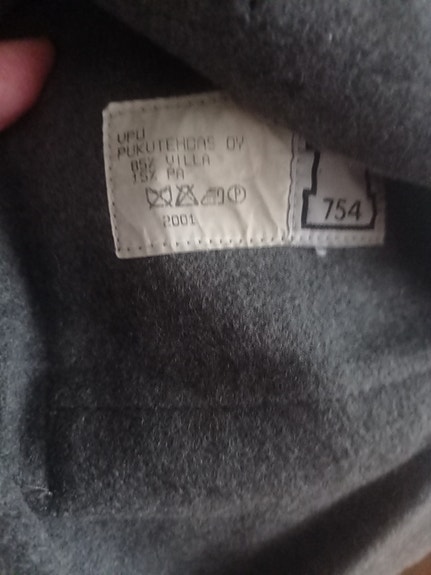 VPU
PUKUTEHDAS OY
85% VILLA
15% PA
2001
754